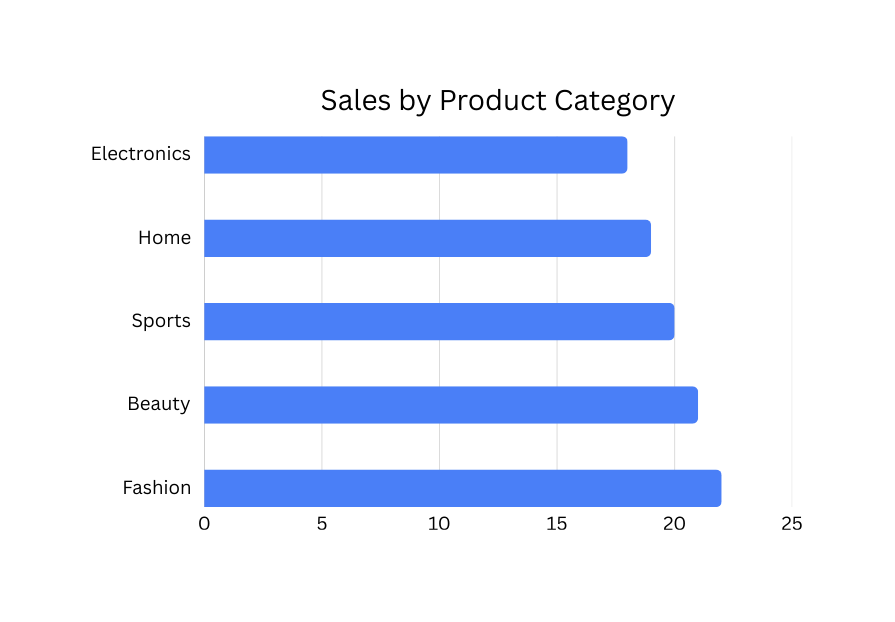 Sales by Product Category
Electronics
Home
Sports
Beauty
Fashion
0 5 10 15 20 25